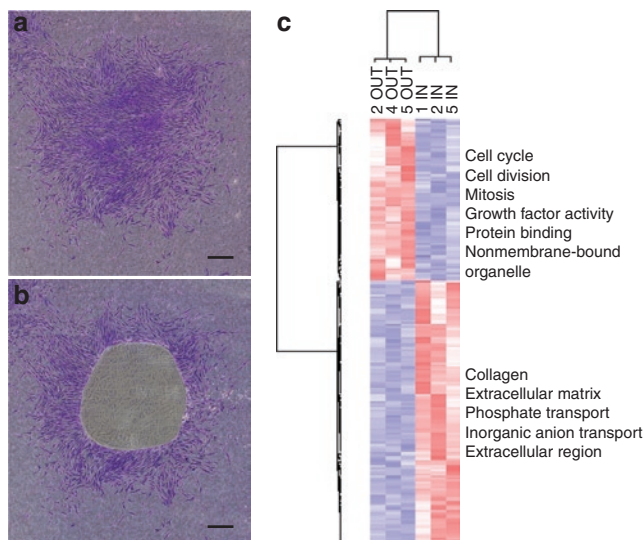 a
b
c
2 OUT
4 OUT
5 OUT
1 IN
2 IN
5 IN
Cell cycle
Cell division
Mitosis
Growth factor activity
Protein binding
Nonmembrane-bound
organelle
Collagen
Extracellular matrix
Phosphate transport
Inorganic anion transport
Extracellular region